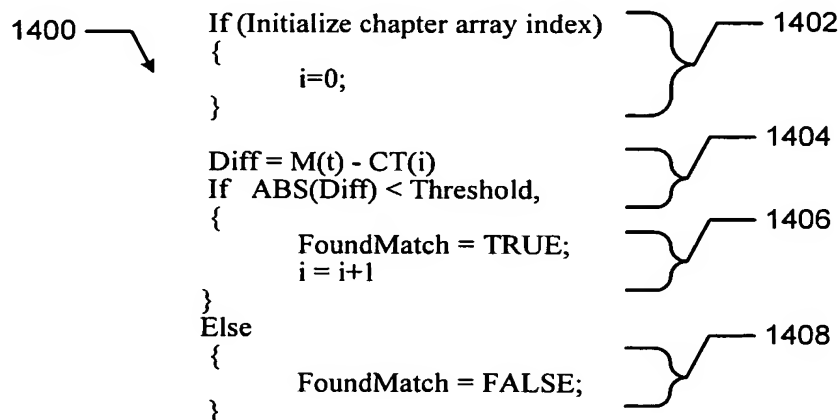 1400
If (Initialize chapter array index)
{
i=0;
}
1402
Diff = M(t) - CT(i)
If ABS(Diff) < Threshold,
{
1404
FoundMatch = TRUE;
i = i+1
}
1406
Else
{
FoundMatch = FALSE;
}
1408